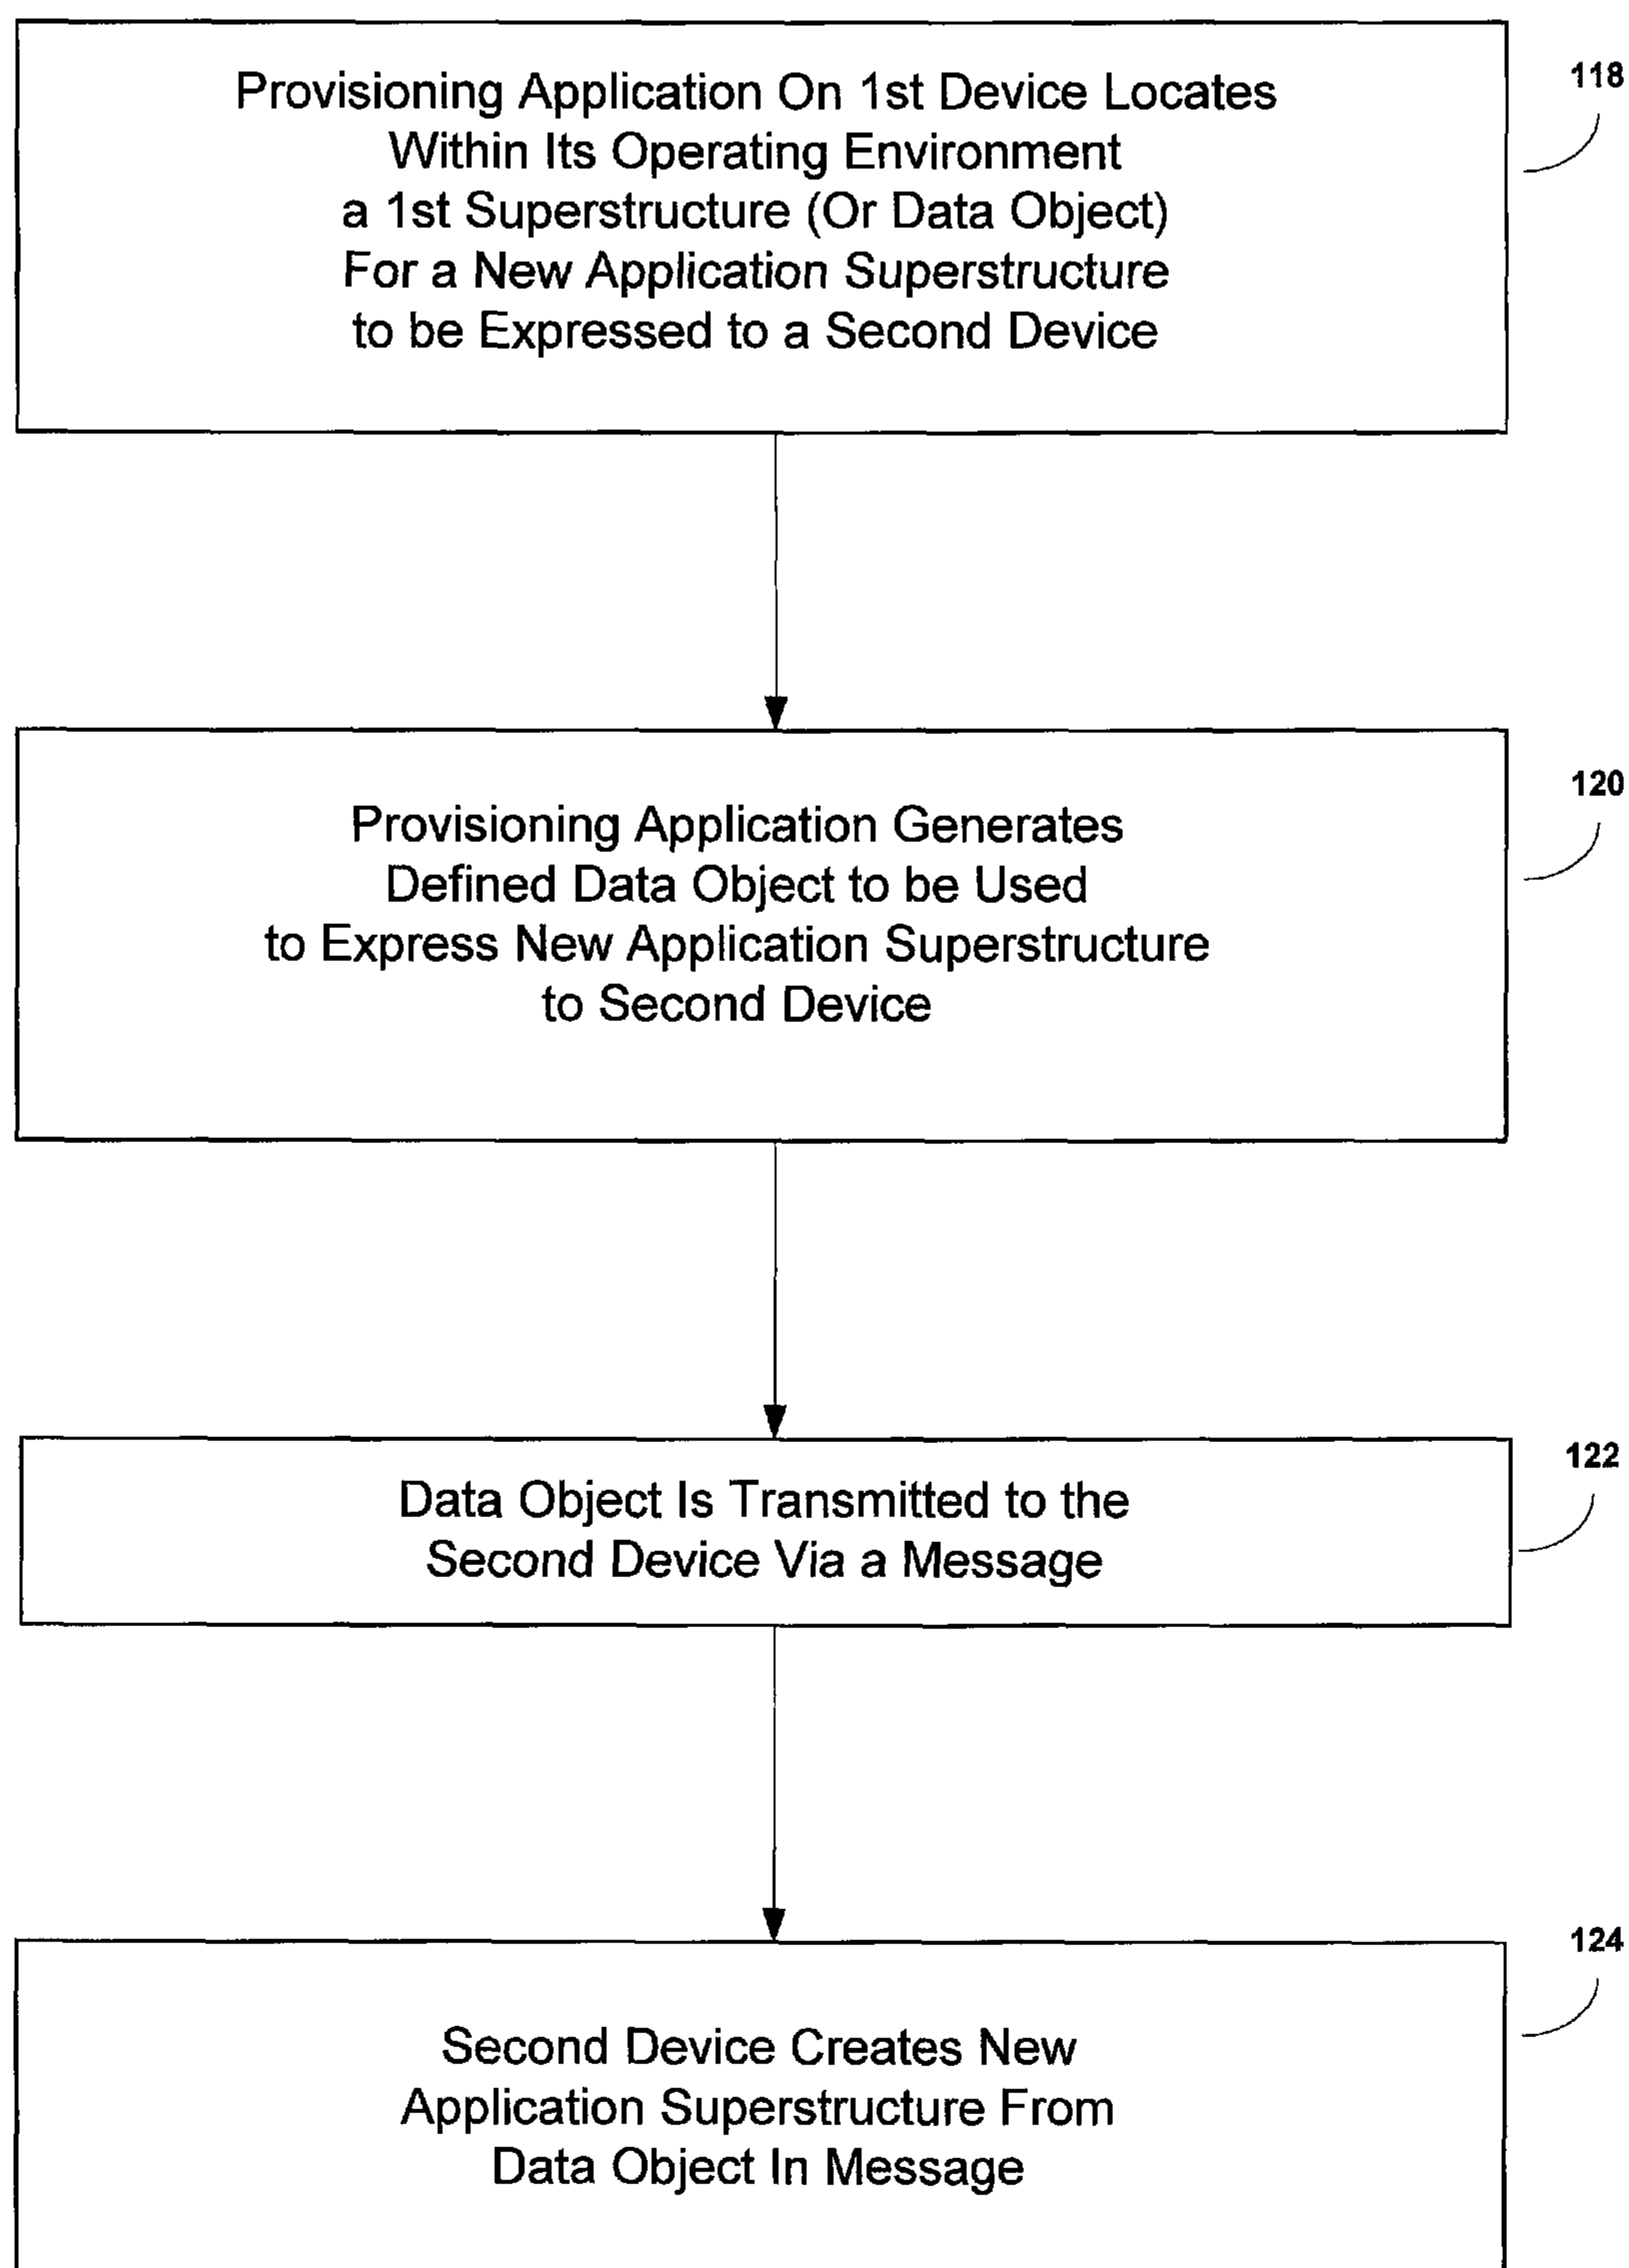 Provisioning Application On 1st Device Locates
Within Its Operating Environment
a 1st Superstructure (Or Data Object)
For a New Application Superstructure
to be Expressed to a Second Device
118
Provisioning Application Generates
Defined Data Object to be Used
to Express New Application Superstructure
to Second Device
120
Data Object Is Transmitted to the
Second Device Via a Message
122
Second Device Creates New
Application Superstructure From
Data Object In Message
124